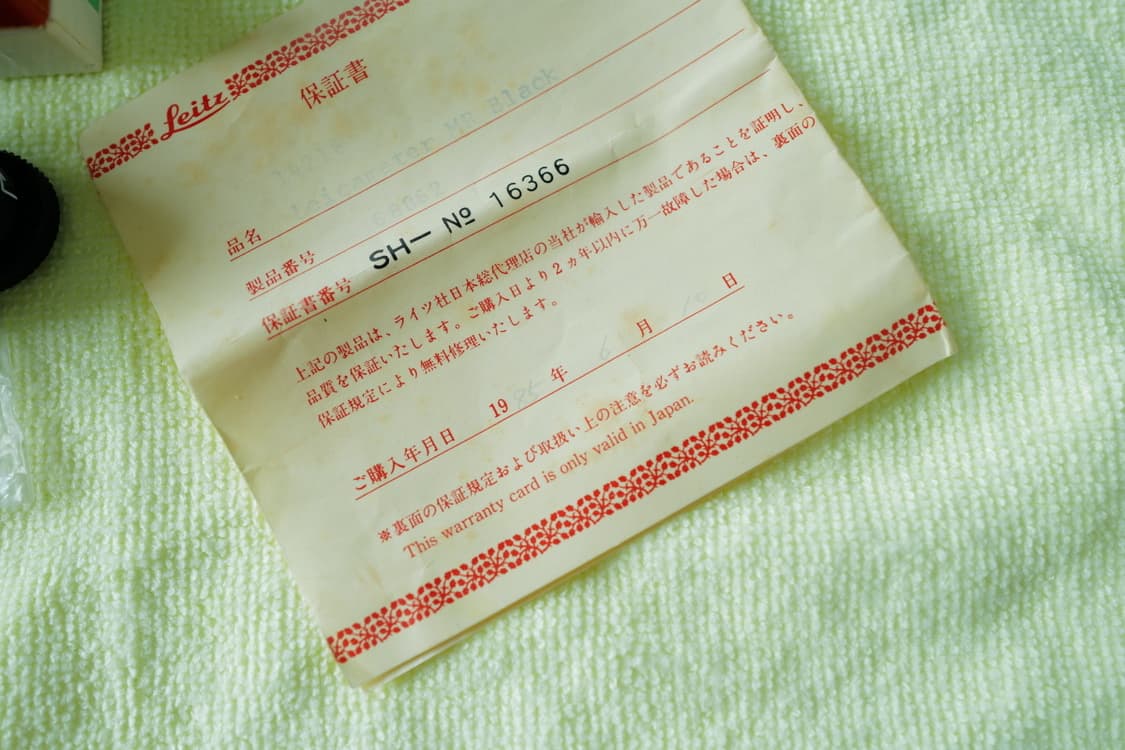 Leitz
保証書
品名 Leicameter MR Black
製品番号
保証書番号 SH— № 16366
上記の製品は、ライツ社日本総代理店の当社が輸入した製品であることを証明し、
品質を保証いたします。ご購入日より2ヵ年以内に万一故障した場合は、裏面の
保証規定により無料修理いたします。
ご購入年月日 19 年 6 月 日
※裏面の保証規定および取扱い上の注意を必ずお読みください。
This warranty card is only valid in Japan.